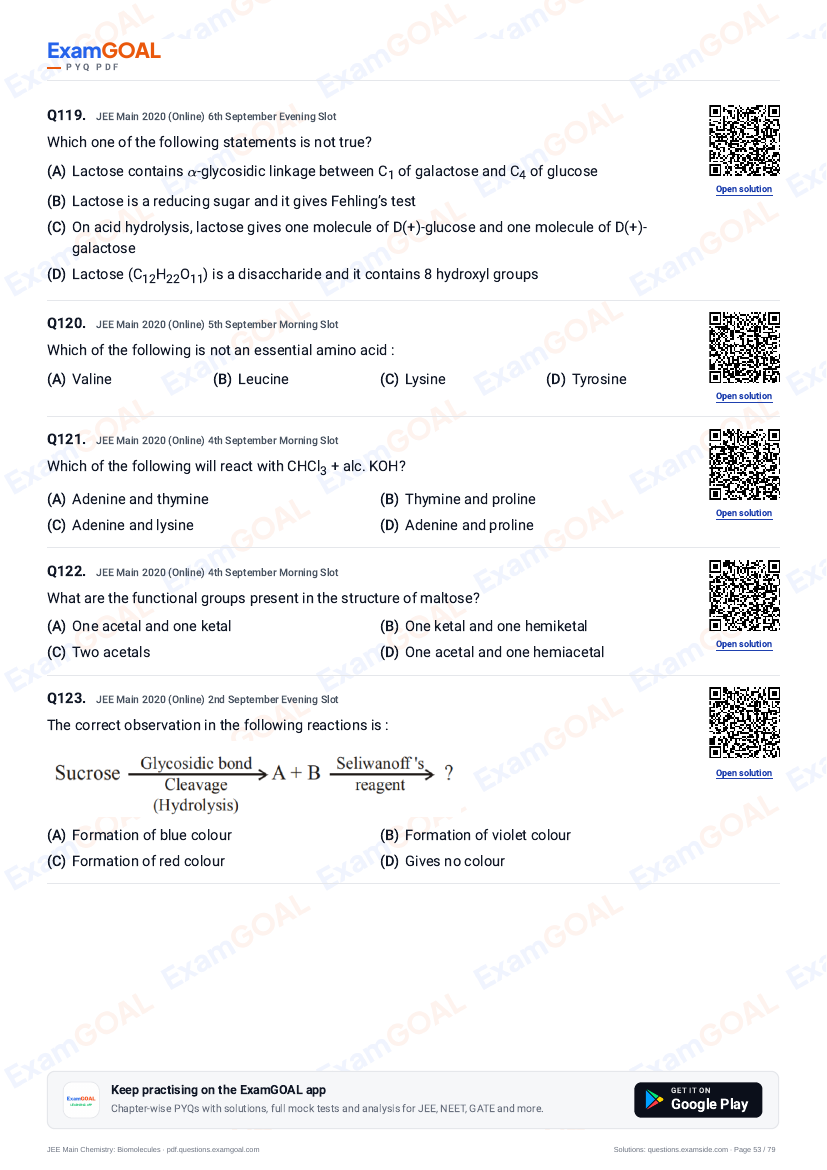 ExamGOAL
PYQ PDF
Q119. JEE Main 2020 (Online) 6th September Evening Slot
Which one of the following statements is not true?
(A) Lactose contains α-glycosidic linkage between C1 of galactose and C4 of glucose
(B) Lactose is a reducing sugar and it gives Fehling’s test
(C) On acid hydrolysis, lactose gives one molecule of D(+)-glucose and one molecule of D(+)-
galactose
(D) Lactose (C12H22O11) is a disaccharide and it contains 8 hydroxyl groups
Open solution
Q120. JEE Main 2020 (Online) 5th September Morning Slot
Which of the following is not an essential amino acid :
(A) Valine (B) Leucine (C) Lysine (D) Tyrosine
Open solution
Q121. JEE Main 2020 (Online) 4th September Morning Slot
Which of the following will react with CHCl3 + alc. KOH?
(A) Adenine and thymine (B) Thymine and proline
(C) Adenine and lysine (D) Adenine and proline
Open solution
Q122. JEE Main 2020 (Online) 4th September Morning Slot
What are the functional groups present in the structure of maltose?
(A) One acetal and one ketal (B) One ketal and one hemiketal
(C) Two acetals (D) One acetal and one hemiacetal
Open solution
Q123. JEE Main 2020 (Online) 2nd September Evening Slot
The correct observation in the following reactions is :
Open solution
Glycosidic bond Seliwanoff 's
Sucrose A + B ?
Cleavage reagent
(Hydrolysis)
(A) Formation of blue colour (B) Formation of violet colour
(C) Formation of red colour (D) Gives no colour
ExamGOAL
Keep practising on the ExamGOAL app
Chapter-wise PYQs with solutions, full mock tests and analysis for JEE, NEET, GATE and more.
GET IT ON
Google Play
JEE Main Chemistry: Biomolecules · pdf.questions.examgoal.com Solutions: questions.examside.com · Page 53 / 79